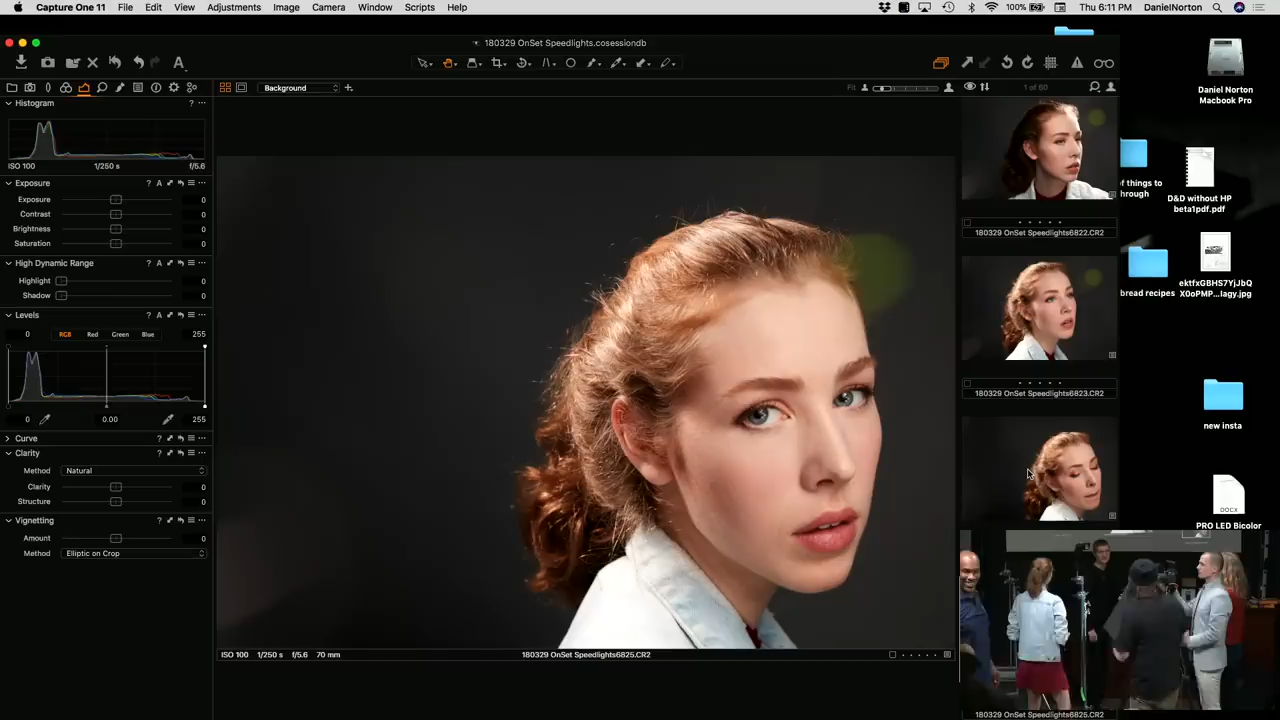 Capture One 11 File Edit View Adjustments Image Camera Window Scripts Help 100% Thu 6:11 PM DanielNorton
180329 OnSet Speedlights.cosessiondb
Background
Fit
1 of 60
Histogram
ISO 100 1/250 s f/5.6
Exposure
Exposure 0
Contrast 0
Brightness 0
Saturation 0
High Dynamic Range
Highlight 0
Shadow 0
Levels
0 RGB Red Green Blue 255
0 0.00 255
Curve
Clarity
Method Natural
Clarity 0
Structure 0
Vignetting
Amount 0
Method Elliptic on Crop
ISO 100 1/250 s f/5.6 70 mm
180329 OnSet Speedlights6825.CR2
180329 OnSet Speedlights6822.CR2
180329 OnSet Speedlights6823.CR2
180329 OnSet Speedlights6825.CR2
Daniel Norton
Macbook Pro
of things to
through
D&D without HP
beta1pdf.pdf
bread recipes
ektfxGBHS7YjJbQ
X0oPMP...lagy.jpg
new insta
DOCX
PRO LED Bicolor